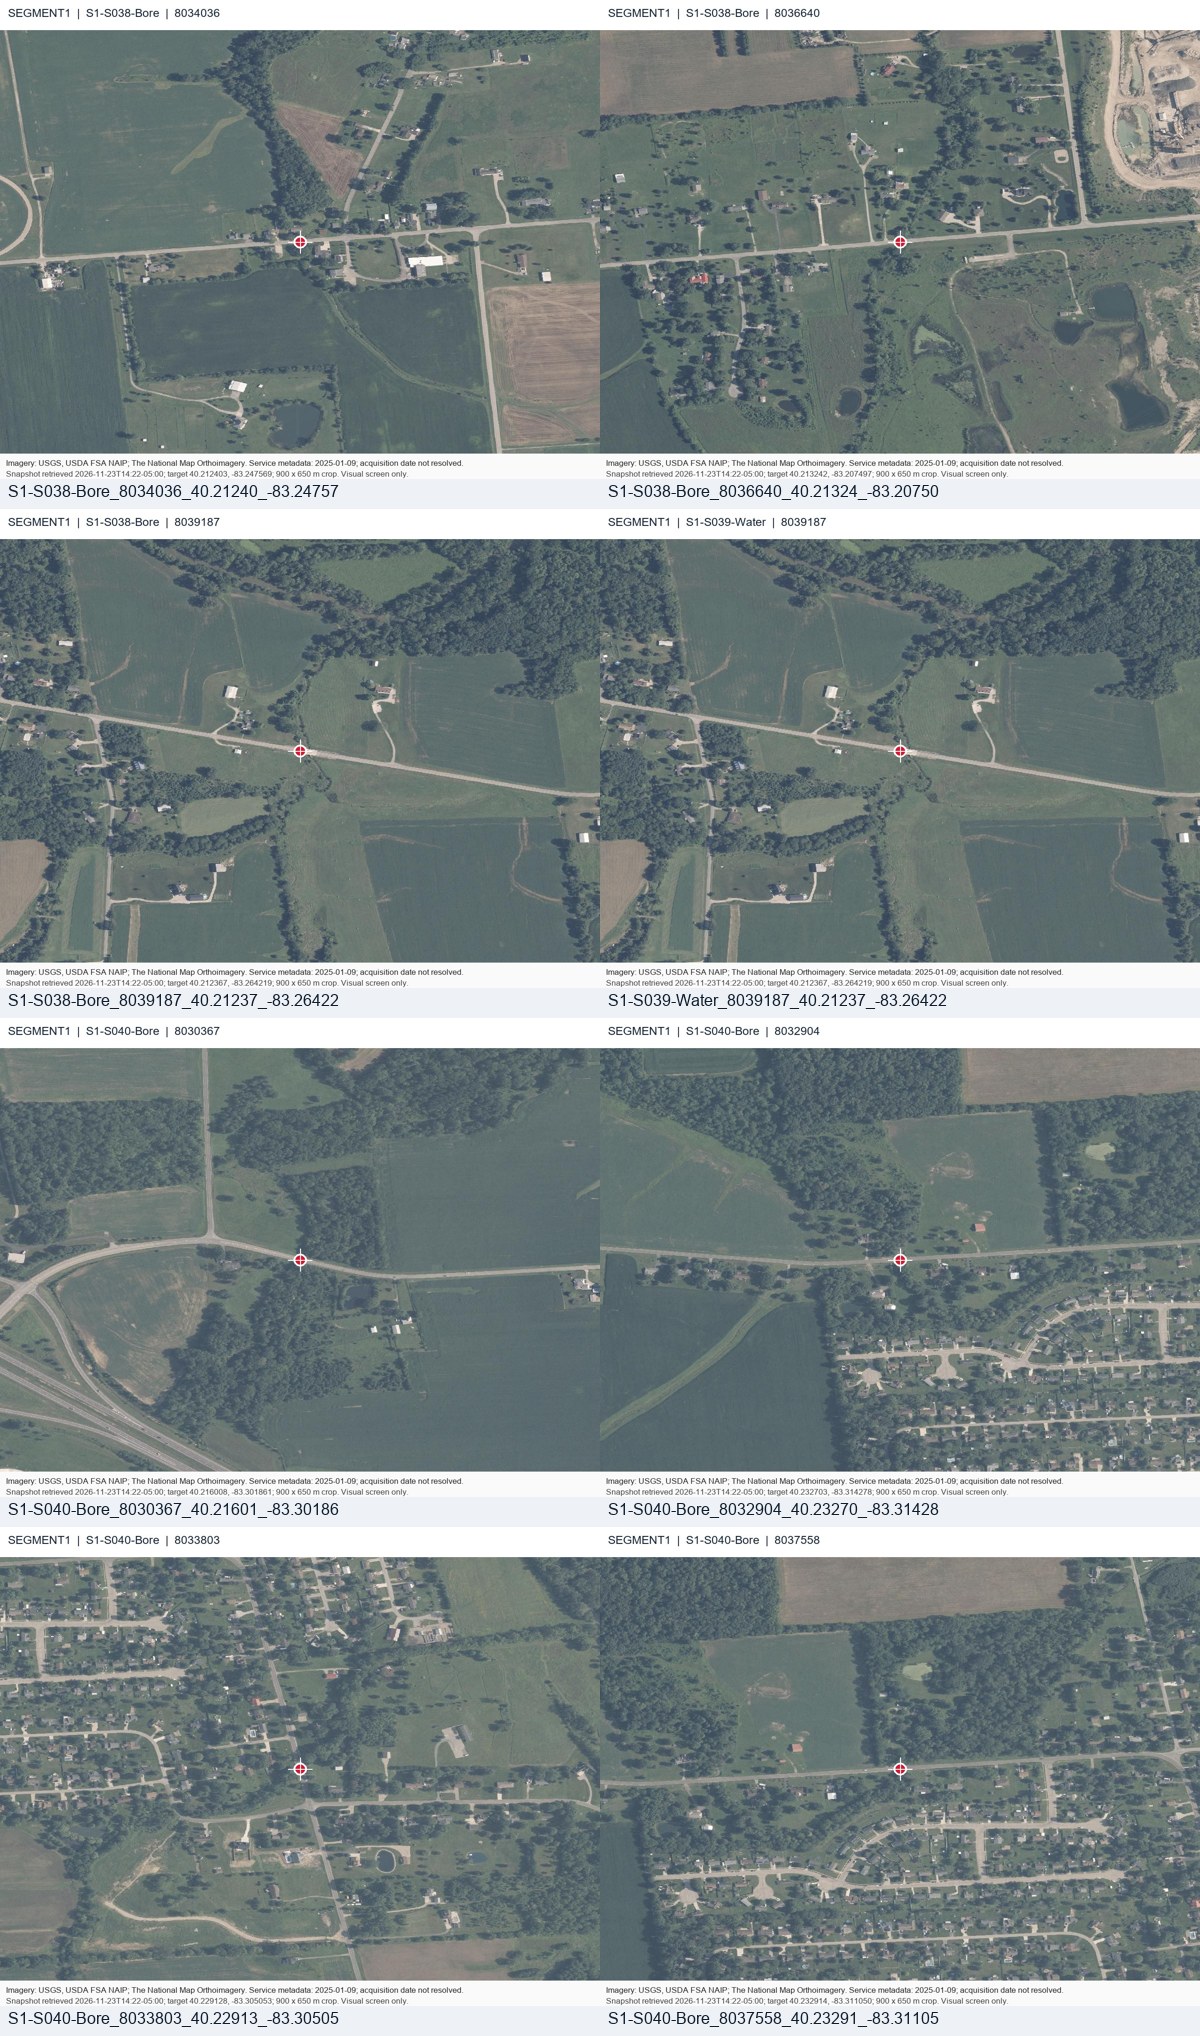 SEGMENT1 | S1-S038-Bore | 8034036
SEGMENT1 | S1-S038-Bore | 8036640
Imagery: USGS, USDA FSA NAIP; The National Map Orthoimagery. Service metadata: 2025-01-09; acquisition date not resolved.
Snapshot retrieved 2026-11-23T14:22-05:00; target 40.212403, -83.247569; 900 x 650 m crop. Visual screen only.
S1-S038-Bore_8034036_40.21240_-83.24757
Imagery: USGS, USDA FSA NAIP; The National Map Orthoimagery. Service metadata: 2025-01-09; acquisition date not resolved.
Snapshot retrieved 2026-11-23T14:22-05:00; target 40.213242, -83.207497; 900 x 650 m crop. Visual screen only.
S1-S038-Bore_8036640_40.21324_-83.20750
SEGMENT1 | S1-S038-Bore | 8039187
SEGMENT1 | S1-S039-Water | 8039187
Imagery: USGS, USDA FSA NAIP; The National Map Orthoimagery. Service metadata: 2025-01-09; acquisition date not resolved.
Snapshot retrieved 2026-11-23T14:22-05:00; target 40.212367, -83.264219; 900 x 650 m crop. Visual screen only.
S1-S038-Bore_8039187_40.21237_-83.26422
Imagery: USGS, USDA FSA NAIP; The National Map Orthoimagery. Service metadata: 2025-01-09; acquisition date not resolved.
Snapshot retrieved 2026-11-23T14:22-05:00; target 40.212367, -83.264219; 900 x 650 m crop. Visual screen only.
S1-S039-Water_8039187_40.21237_-83.26422
SEGMENT1 | S1-S040-Bore | 8030367
SEGMENT1 | S1-S040-Bore | 8032904
Imagery: USGS, USDA FSA NAIP; The National Map Orthoimagery. Service metadata: 2025-01-09; acquisition date not resolved.
Snapshot retrieved 2026-11-23T14:22-05:00; target 40.216008, -83.301861; 900 x 650 m crop. Visual screen only.
S1-S040-Bore_8030367_40.21601_-83.30186
Imagery: USGS, USDA FSA NAIP; The National Map Orthoimagery. Service metadata: 2025-01-09; acquisition date not resolved.
Snapshot retrieved 2026-11-23T14:22-05:00; target 40.232703, -83.314278; 900 x 650 m crop. Visual screen only.
S1-S040-Bore_8032904_40.23270_-83.31428
SEGMENT1 | S1-S040-Bore | 8033803
SEGMENT1 | S1-S040-Bore | 8037558
Imagery: USGS, USDA FSA NAIP; The National Map Orthoimagery. Service metadata: 2025-01-09; acquisition date not resolved.
Snapshot retrieved 2026-11-23T14:22-05:00; target 40.229128, -83.305053; 900 x 650 m crop. Visual screen only.
S1-S040-Bore_8033803_40.22913_-83.30505
Imagery: USGS, USDA FSA NAIP; The National Map Orthoimagery. Service metadata: 2025-01-09; acquisition date not resolved.
Snapshot retrieved 2026-11-23T14:22-05:00; target 40.232914, -83.311050; 900 x 650 m crop. Visual screen only.
S1-S040-Bore_8037558_40.23291_-83.31105